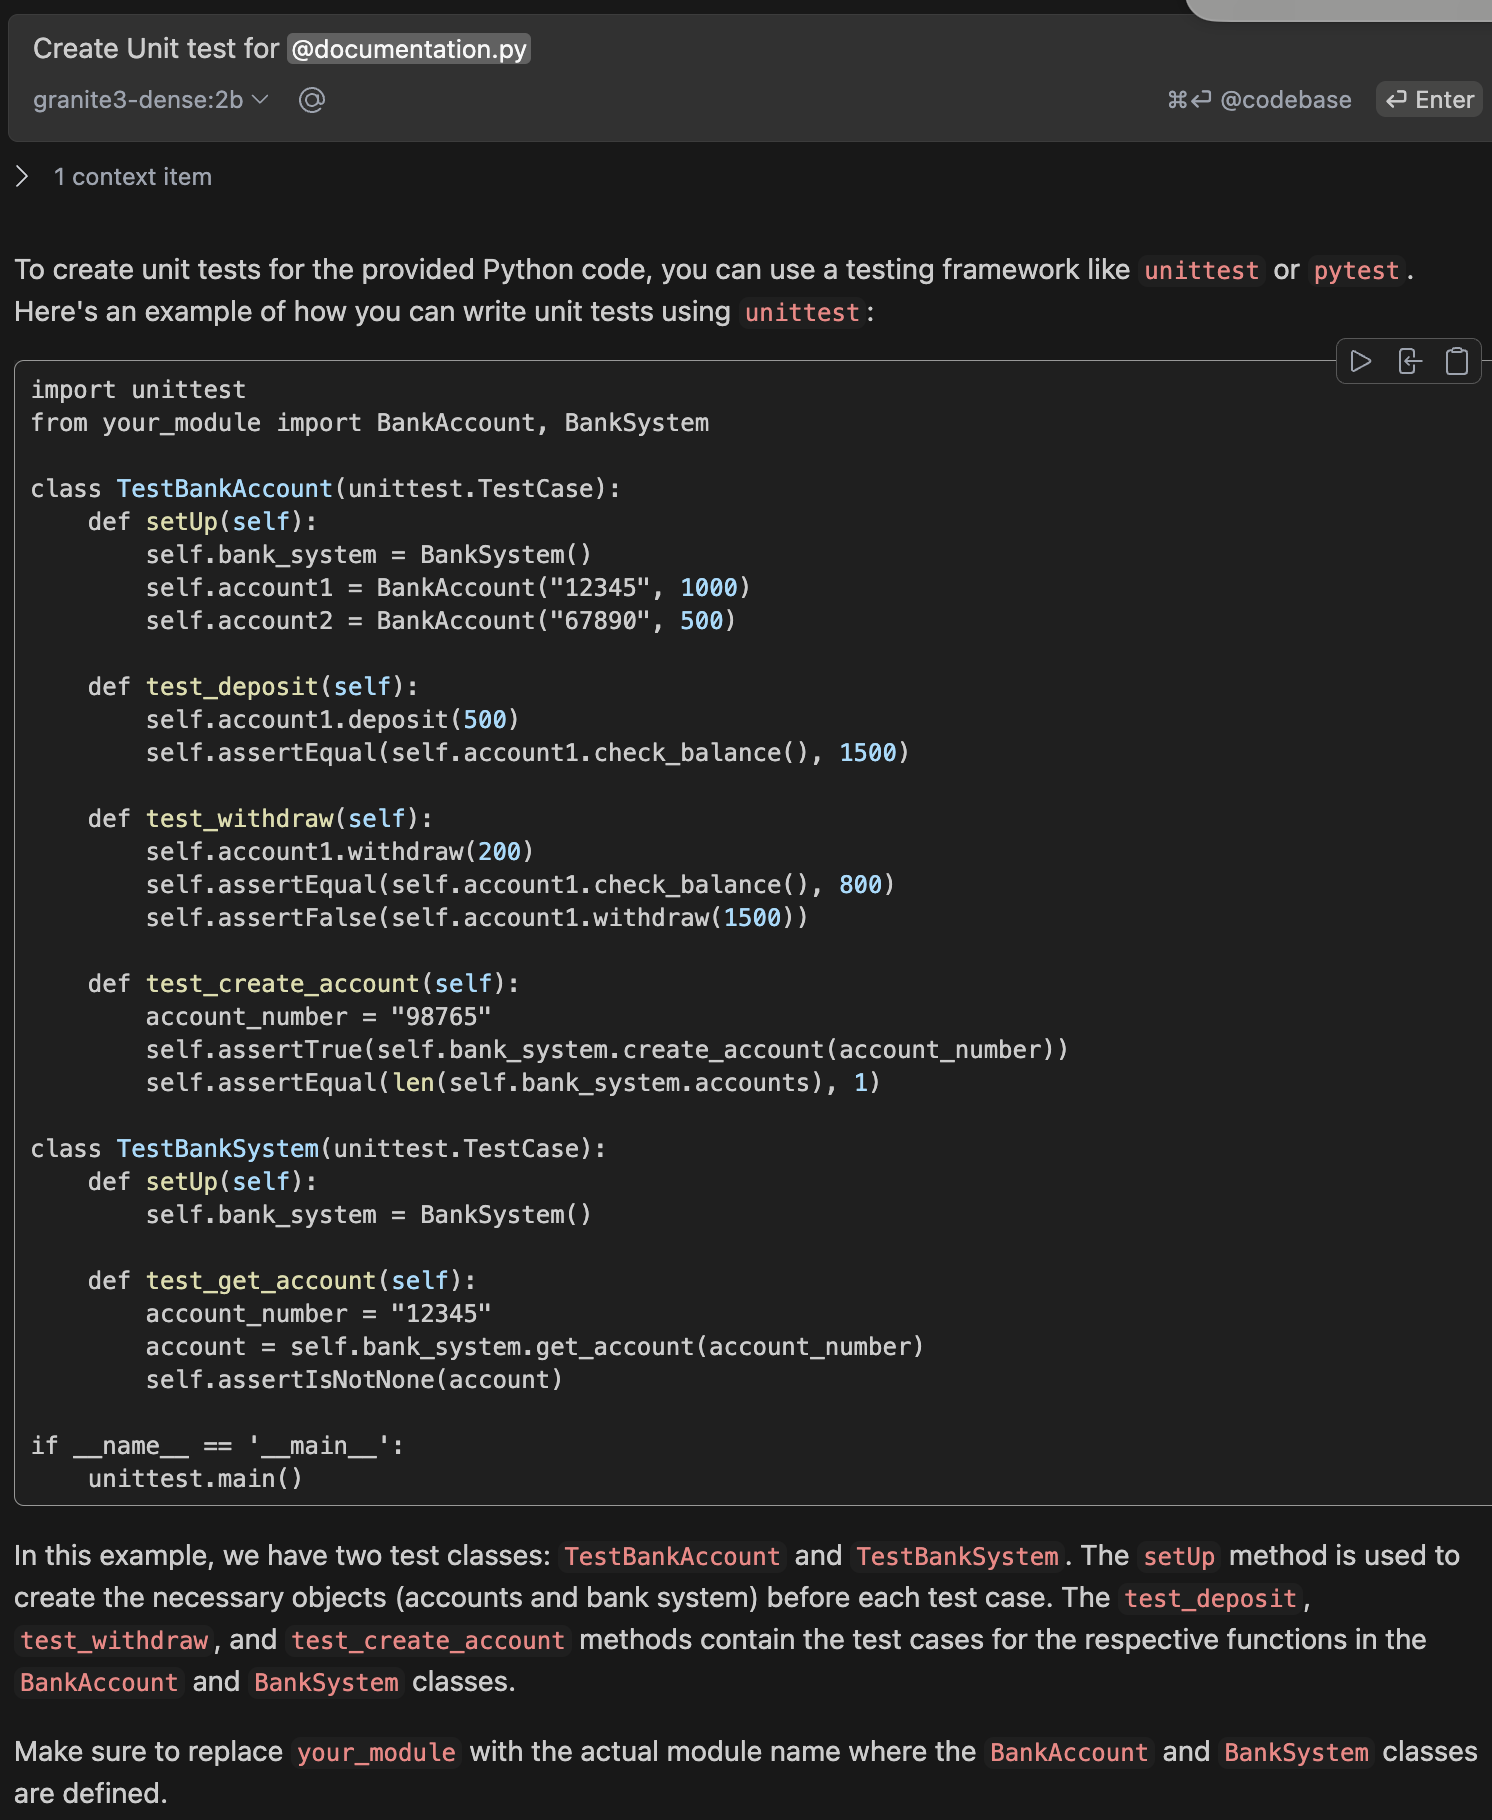 Create Unit test for @documentation.py
granite3-dense:2b @ ⌘↩ @codebase ↩ Enter
1 context item
To create unit tests for the provided Python code, you can use a testing framework like unittest or pytest.
Here's an example of how you can write unit tests using unittest:
import unittest
from your_module import BankAccount, BankSystem

class TestBankAccount(unittest.TestCase):
    def setUp(self):
        self.bank_system = BankSystem()
        self.account1 = BankAccount("12345", 1000)
        self.account2 = BankAccount("67890", 500)

    def test_deposit(self):
        self.account1.deposit(500)
        self.assertEqual(self.account1.check_balance(), 1500)

    def test_withdraw(self):
        self.account1.withdraw(200)
        self.assertEqual(self.account1.check_balance(), 800)
        self.assertFalse(self.account1.withdraw(1500))

    def test_create_account(self):
        account_number = "98765"
        self.assertTrue(self.bank_system.create_account(account_number))
        self.assertEqual(len(self.bank_system.accounts), 1)

class TestBankSystem(unittest.TestCase):
    def setUp(self):
        self.bank_system = BankSystem()

    def test_get_account(self):
        account_number = "12345"
        account = self.bank_system.get_account(account_number)
        self.assertIsNotNone(account)

if __name__ == '__main__':
    unittest.main()
In this example, we have two test classes: TestBankAccount and TestBankSystem. The setUp method is used to
create the necessary objects (accounts and bank system) before each test case. The test_deposit,
test_withdraw, and test_create_account methods contain the test cases for the respective functions in the
BankAccount and BankSystem classes.
Make sure to replace your_module with the actual module name where the BankAccount and BankSystem classes
are defined.